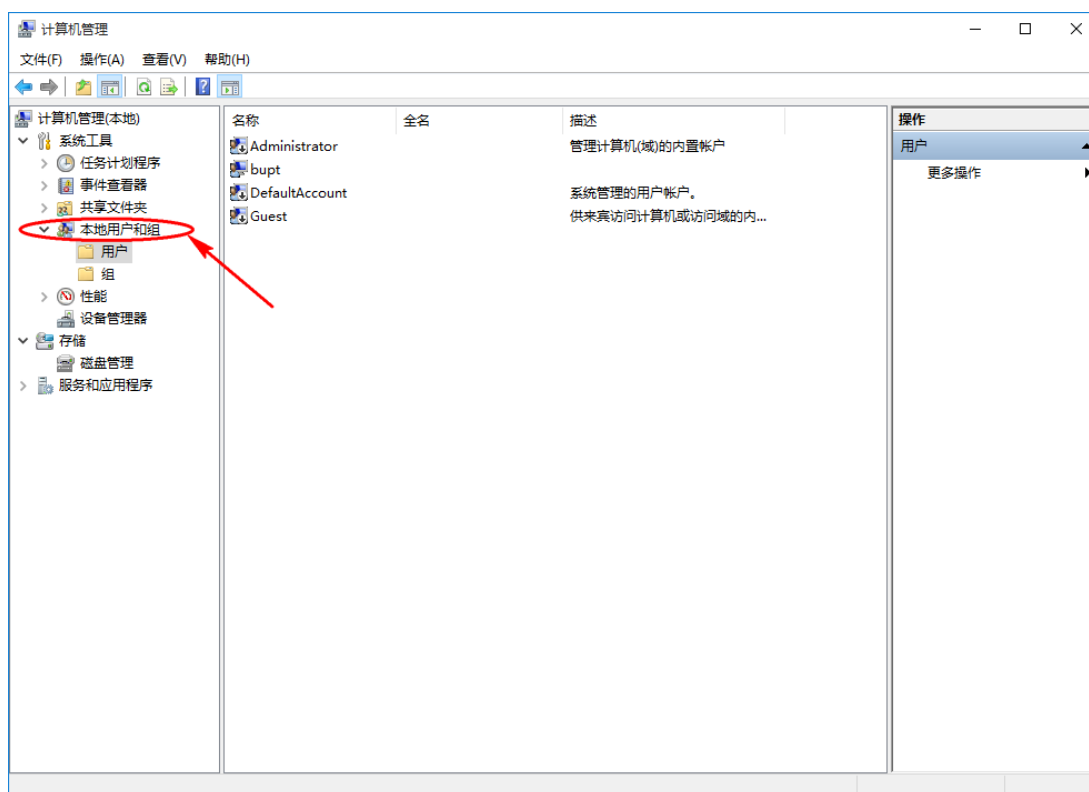 计算机管理
文件(F) 操作(A) 查看(V) 帮助(H)
计算机管理(本地)
系统工具
任务计划程序
事件查看器
共享文件夹
本地用户和组
用户
组
性能
设备管理器
存储
磁盘管理
服务和应用程序
名称 全名 描述
Administrator 管理计算机(域)的内置帐户
bupt
DefaultAccount 系统管理的用户帐户。
Guest 供来宾访问计算机或访问域的内...
操作
用户
更多操作